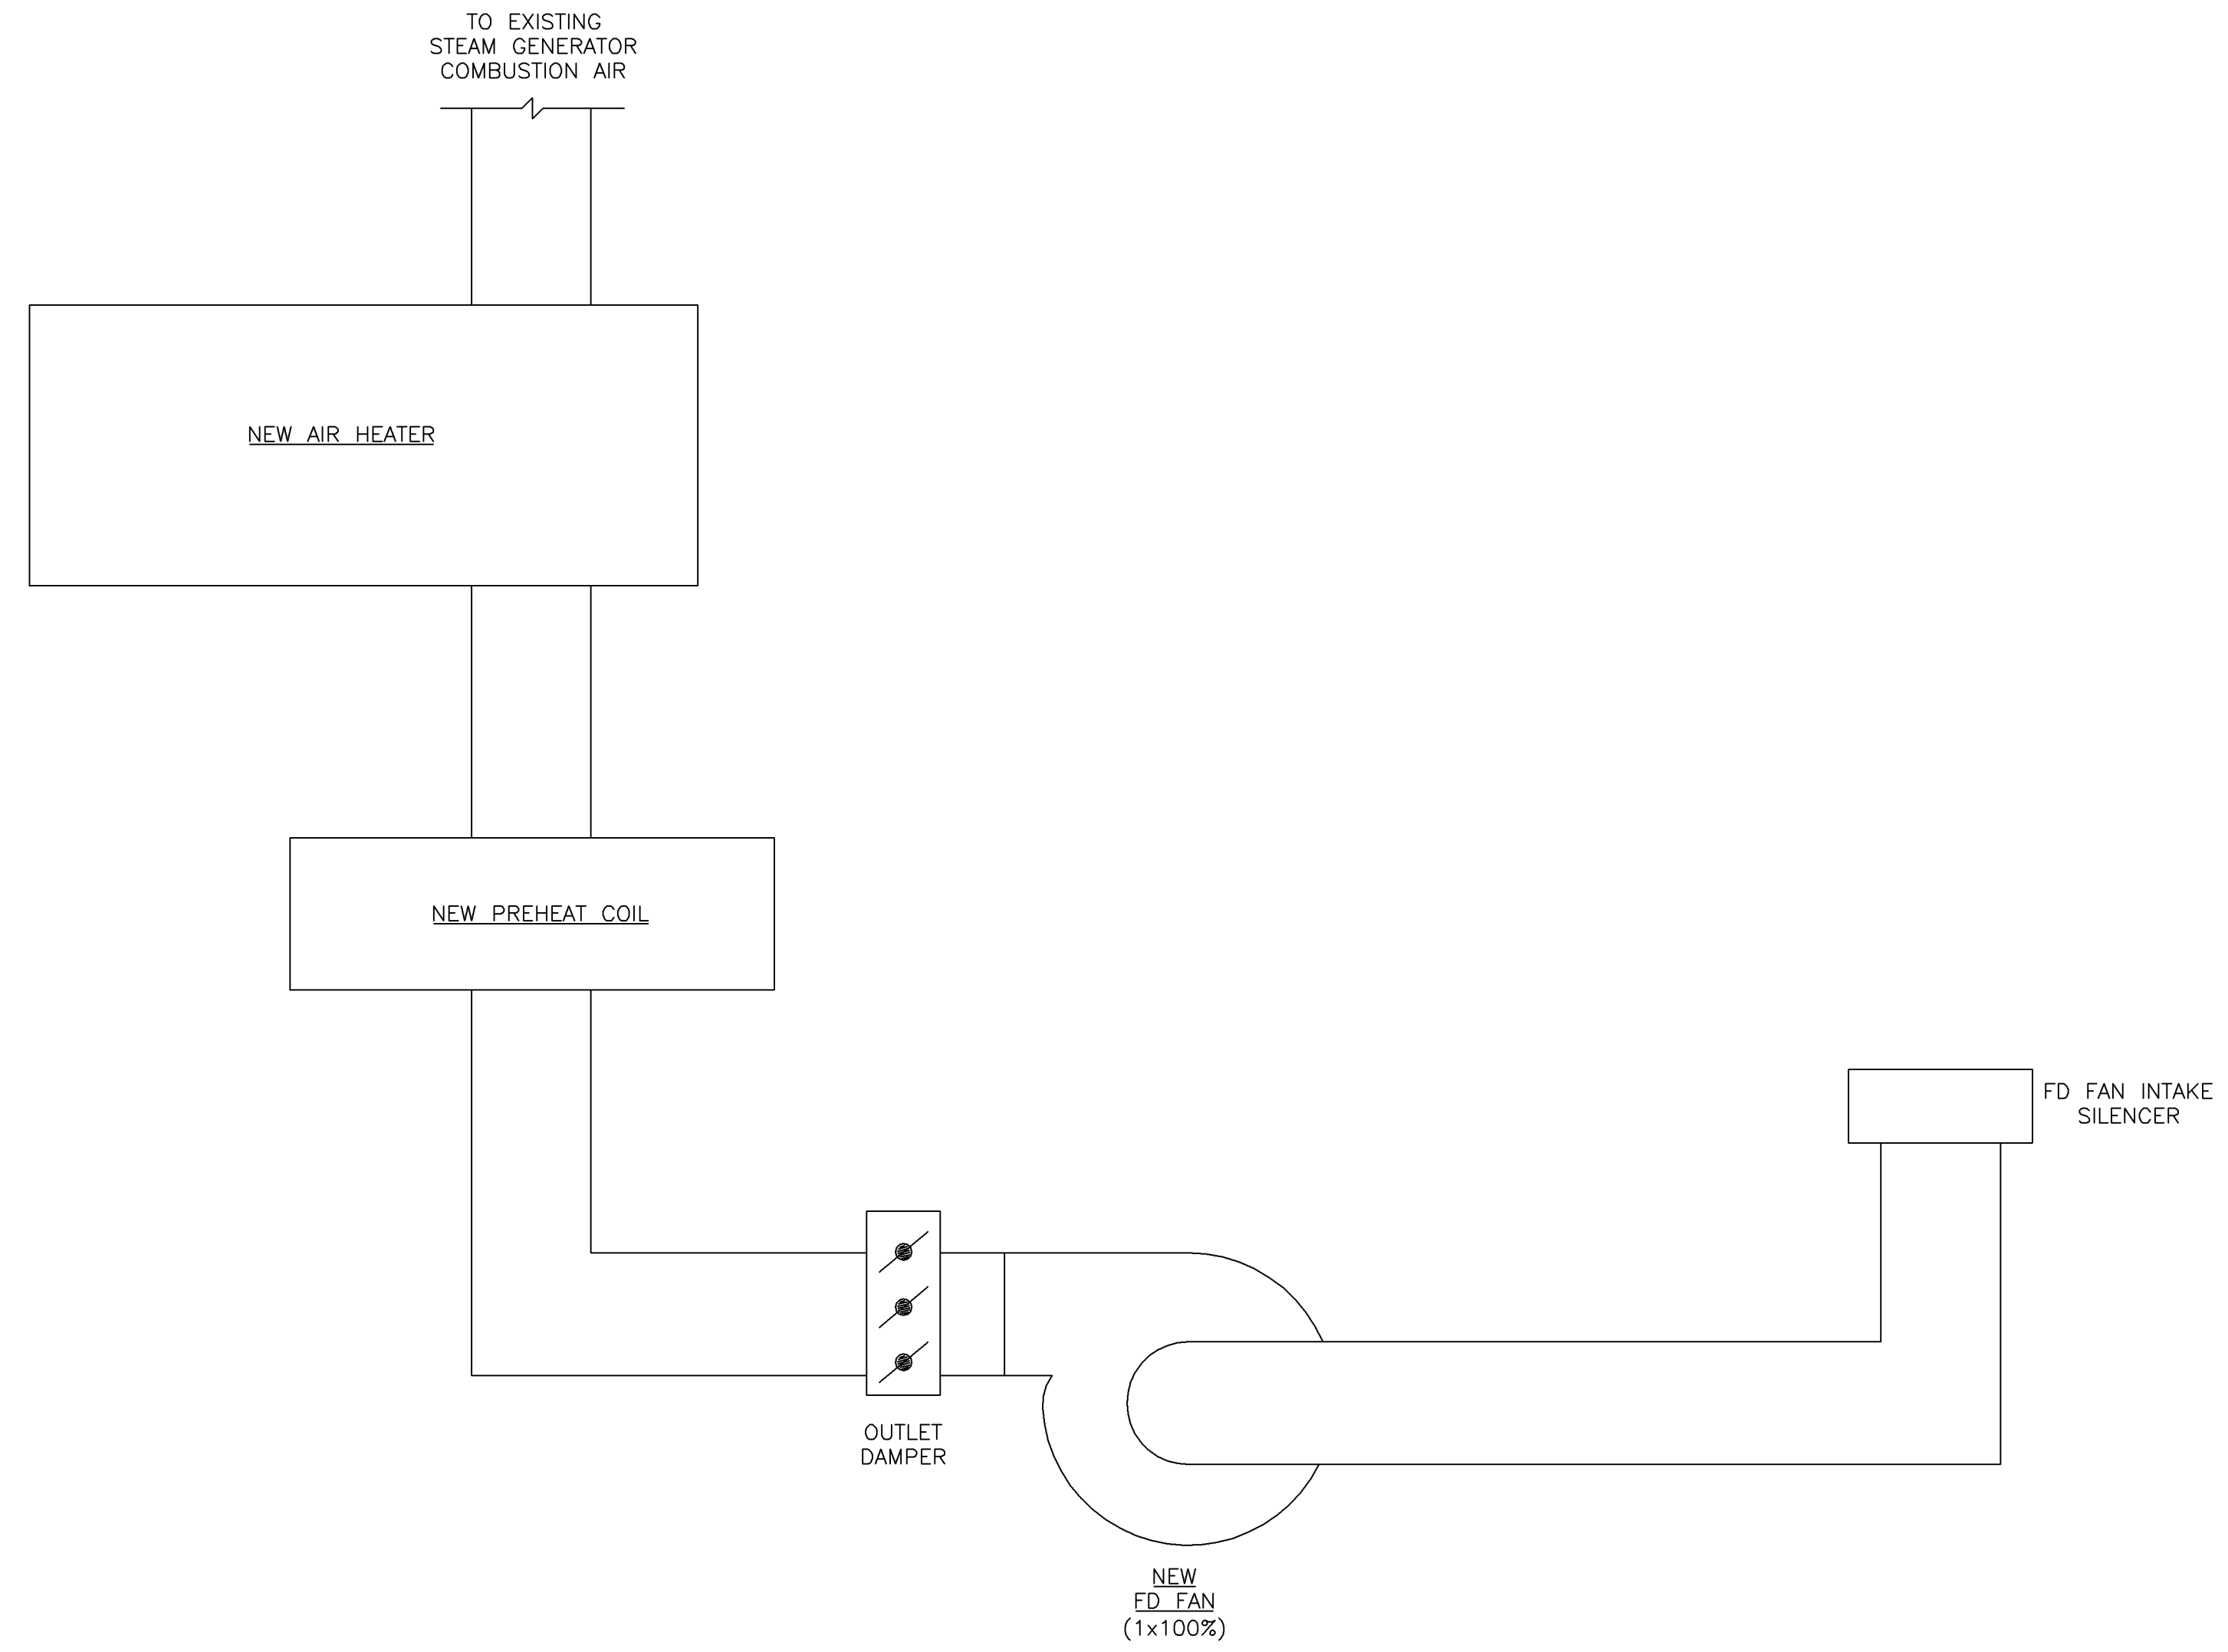 TO EXISTING
STEAM GENERATOR
COMBUSTION AIR
NEW AIR HEATER
NEW PREHEAT COIL
FD FAN INTAKE
SILENCER
OUTLET
DAMPER
NEW
FD FAN
(1x100%)